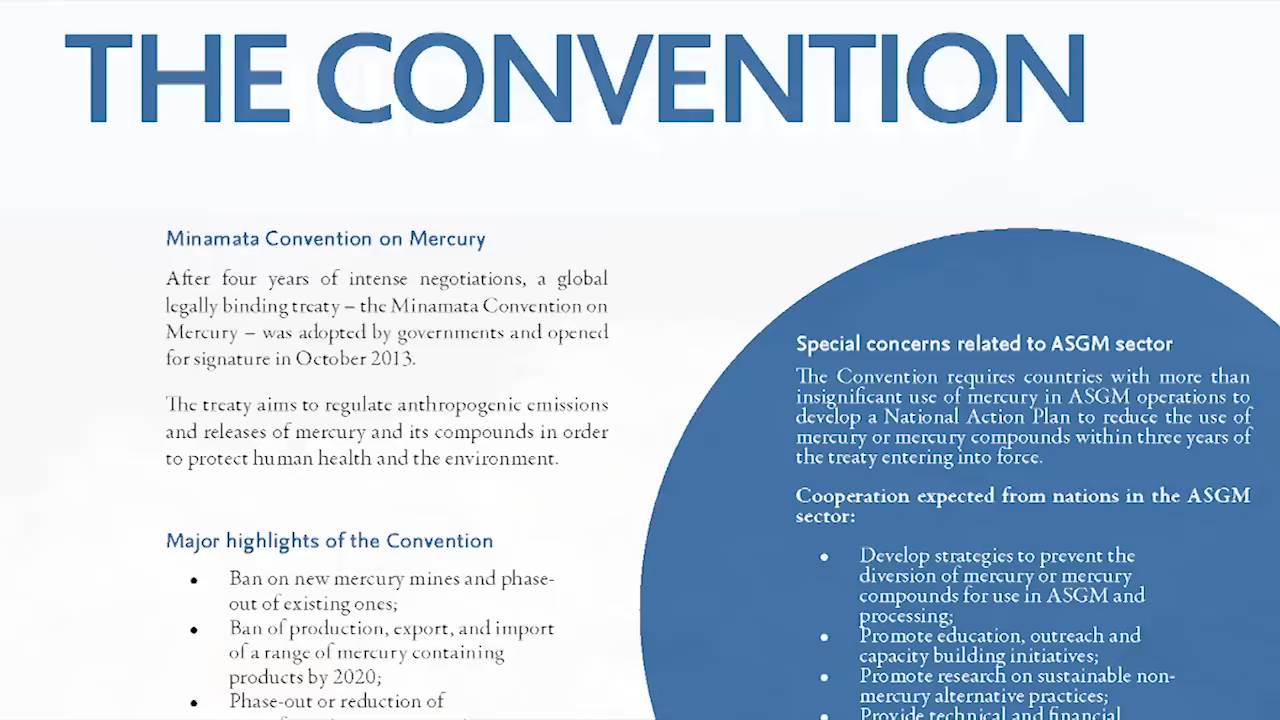 THE CONVENTION
Minamata Convention on Mercury
After four years of intense negotiations, a global
legally binding treaty – the Minamata Convention on
Mercury – was adopted by governments and opened
for signature in October 2013.
The treaty aims to regulate anthropogenic emissions
and releases of mercury and its compounds in order
to protect human health and the environment.
Major highlights of the Convention
• Ban on new mercury mines and phase-
out of existing ones;
• Ban of production, export, and import
of a range of mercury containing
products by 2020;
• Phase-out or reduction of
Special concerns related to ASGM sector
The Convention requires countries with more than
insignificant use of mercury in ASGM operations to
develop a National Action Plan to reduce the use of
mercury or mercury compounds within three years of
the treaty entering into force.
Cooperation expected from nations in the ASGM
sector:
• Develop strategies to prevent the
diversion of mercury or mercury
compounds for use in ASGM and
processing;
• Promote education, outreach and
capacity building initiatives;
• Promote research on sustainable non-
mercury alternative practices;
• Provide technical and financial